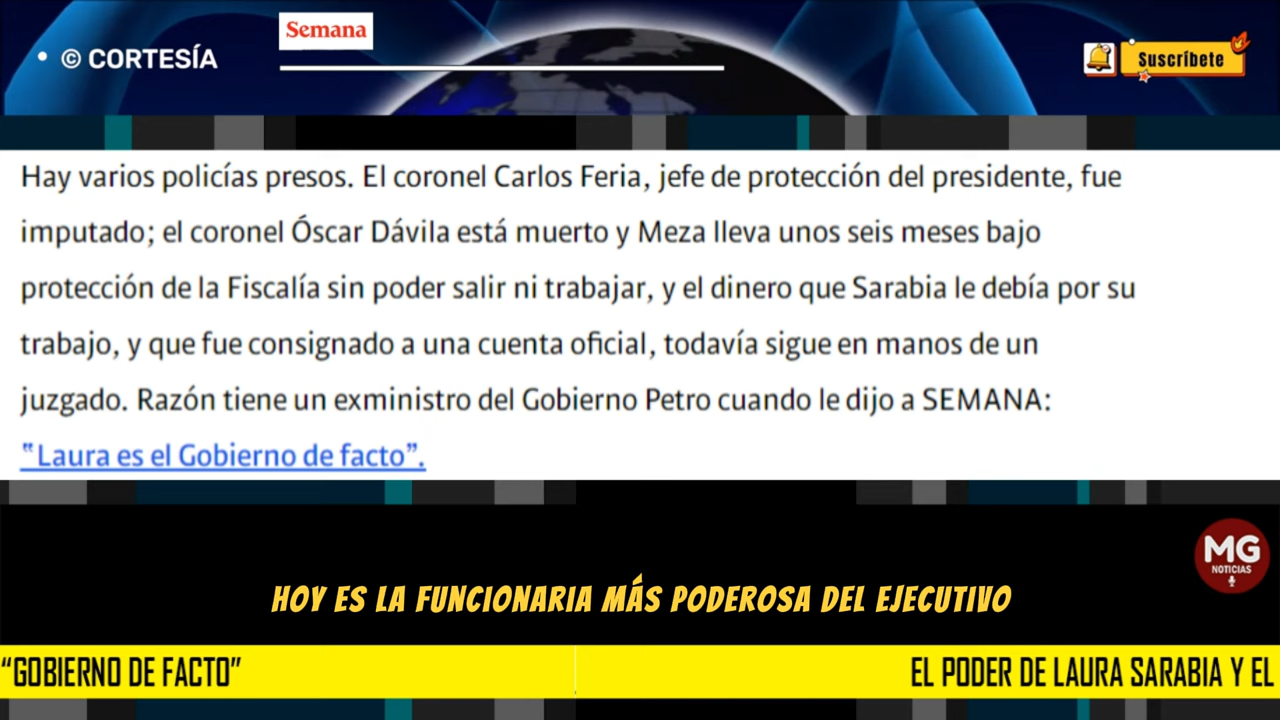 • © CORTESÍA
Semana
Suscríbete
Hay varios policías presos. El coronel Carlos Feria, jefe de protección del presidente, fue
imputado; el coronel Óscar Dávila está muerto y Meza lleva unos seis meses bajo
protección de la Fiscalía sin poder salir ni trabajar, y el dinero que Sarabia le debía por su
trabajo, y que fue consignado a una cuenta oficial, todavía sigue en manos de un
juzgado. Razón tiene un exministro del Gobierno Petro cuando le dijo a SEMANA:
“Laura es el Gobierno de facto”.
MG
NOTICIAS
HOY ES LA FUNCIONARIA MÁS PODEROSA DEL EJECUTIVO
“GOBIERNO DE FACTO” EL PODER DE LAURA SARABIA Y EL